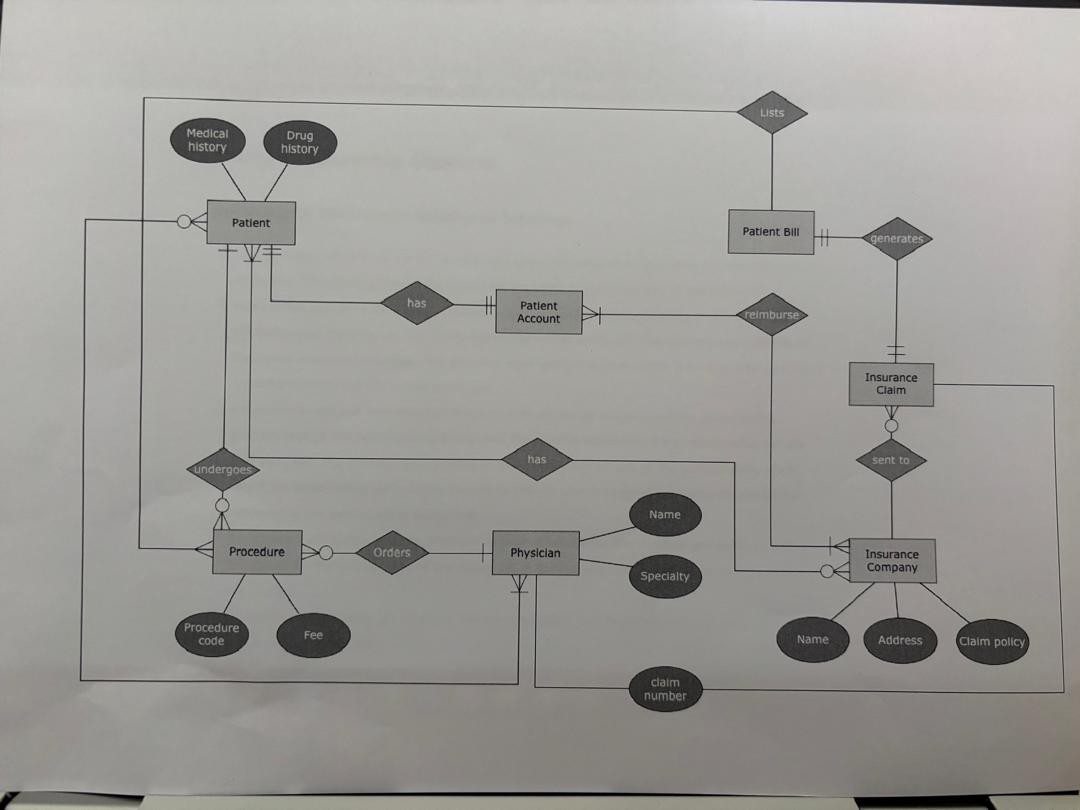 Lists
Medical
history
Drug
history
Patient
Patient Bill
generates
has
Patient
Account
reimburse
Insurance
Claim
undergoes
has
sent to
Name
Procedure
Orders
Physician
Insurance
Company
Specialty
Procedure
code
Fee
Name
Address
Claim policy
claim
number